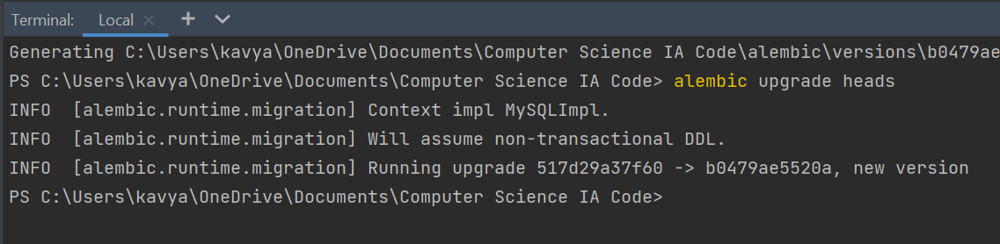 Terminal: Local × + 
Generating C:\Users\kavya\OneDrive\Documents\Computer Science IA Code\alembic\versions\b0479ae
PS C:\Users\kavya\OneDrive\Documents\Computer Science IA Code> alembic upgrade heads
INFO  [alembic.runtime.migration] Context impl MySQLImpl.
INFO  [alembic.runtime.migration] Will assume non-transactional DDL.
INFO  [alembic.runtime.migration] Running upgrade 517d29a37f60 -> b0479ae5520a, new version
PS C:\Users\kavya\OneDrive\Documents\Computer Science IA Code>